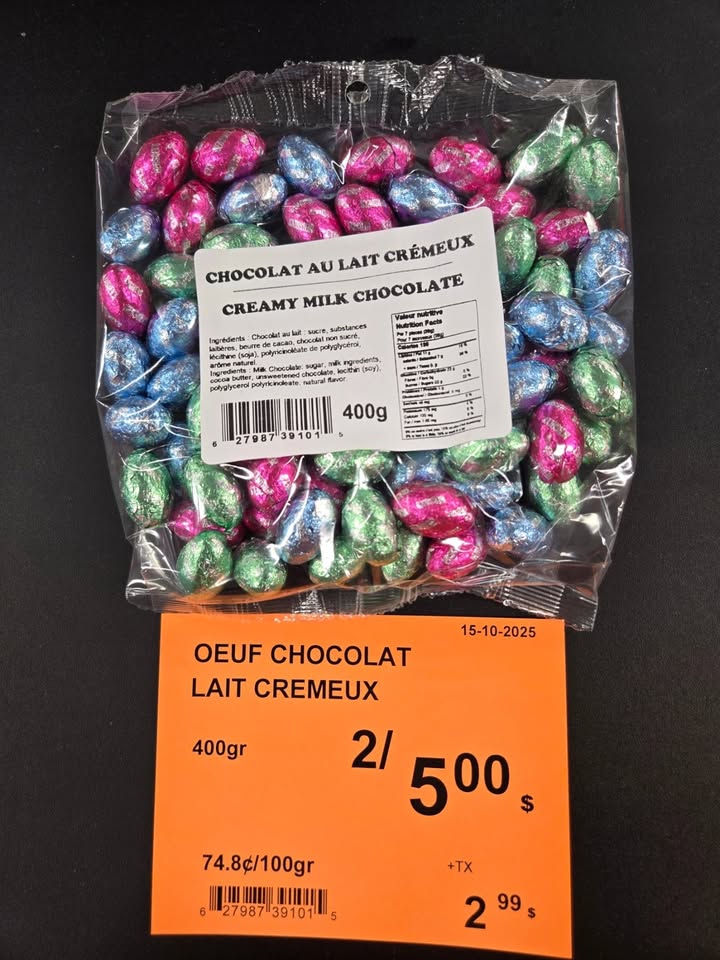 CHOCOLAT AU LAIT CRÉMEUX
CREAMY MILK CHOCOLATE
Ingrédients : Chocolat au lait : sucre, substances
laitières, beurre de cacao, chocolat non sucré,
lécithine (soja), polyricinoléate de polyglycérol,
arôme naturel.
Ingredients : Milk Chocolate: sugar, milk ingredients,
cocoa butter, unsweetened chocolate, lecithin (soy),
polyglycerol polyricinoleate, natural flavor.
6 27987 39101 5
400g
Valeur nutritive
Nutrition Facts
15-10-2025
OEUF CHOCOLAT
LAIT CREMEUX
400gr
2/ 5 00 $
74.8¢/100gr
+TX
6 27987 39101 5
2 99 $